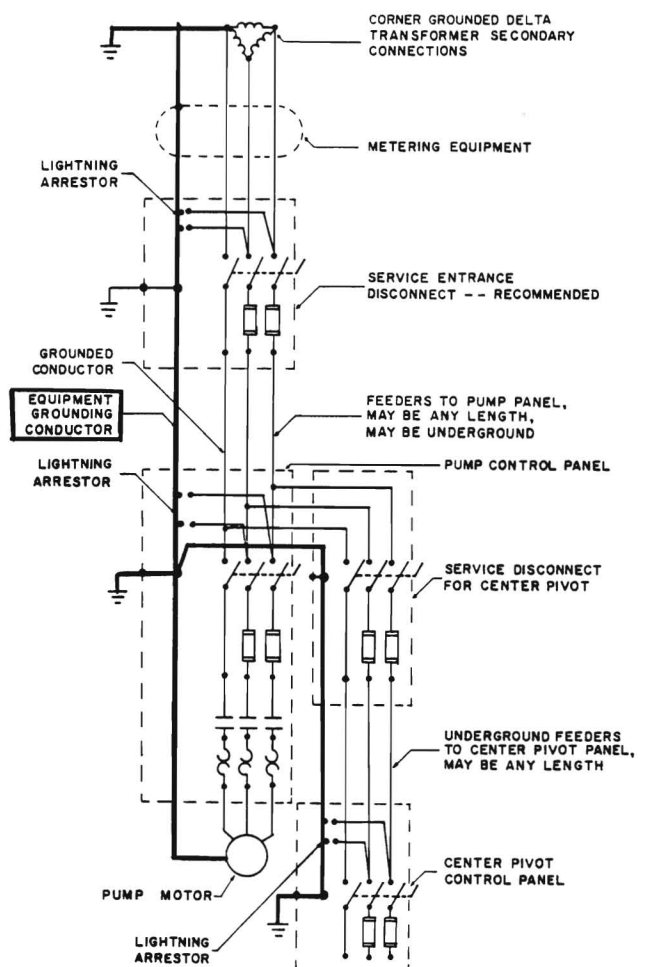 CORNER GROUNDED DELTA
TRANSFORMER SECONDARY
CONNECTIONS
METERING EQUIPMENT
LIGHTNING
ARRESTOR
SERVICE ENTRANCE
DISCONNECT -- RECOMMENDED
GROUNDED
CONDUCTOR
EQUIPMENT
GROUNDING
CONDUCTOR
FEEDERS TO PUMP PANEL,
MAY BE ANY LENGTH,
MAY BE UNDERGROUND
LIGHTNING
ARRESTOR
PUMP CONTROL PANEL
SERVICE DISCONNECT
FOR CENTER PIVOT
UNDERGROUND FEEDERS
TO CENTER PIVOT PANEL,
MAY BE ANY LENGTH
CENTER PIVOT
CONTROL PANEL
PUMP MOTOR
LIGHTNING
ARRESTOR